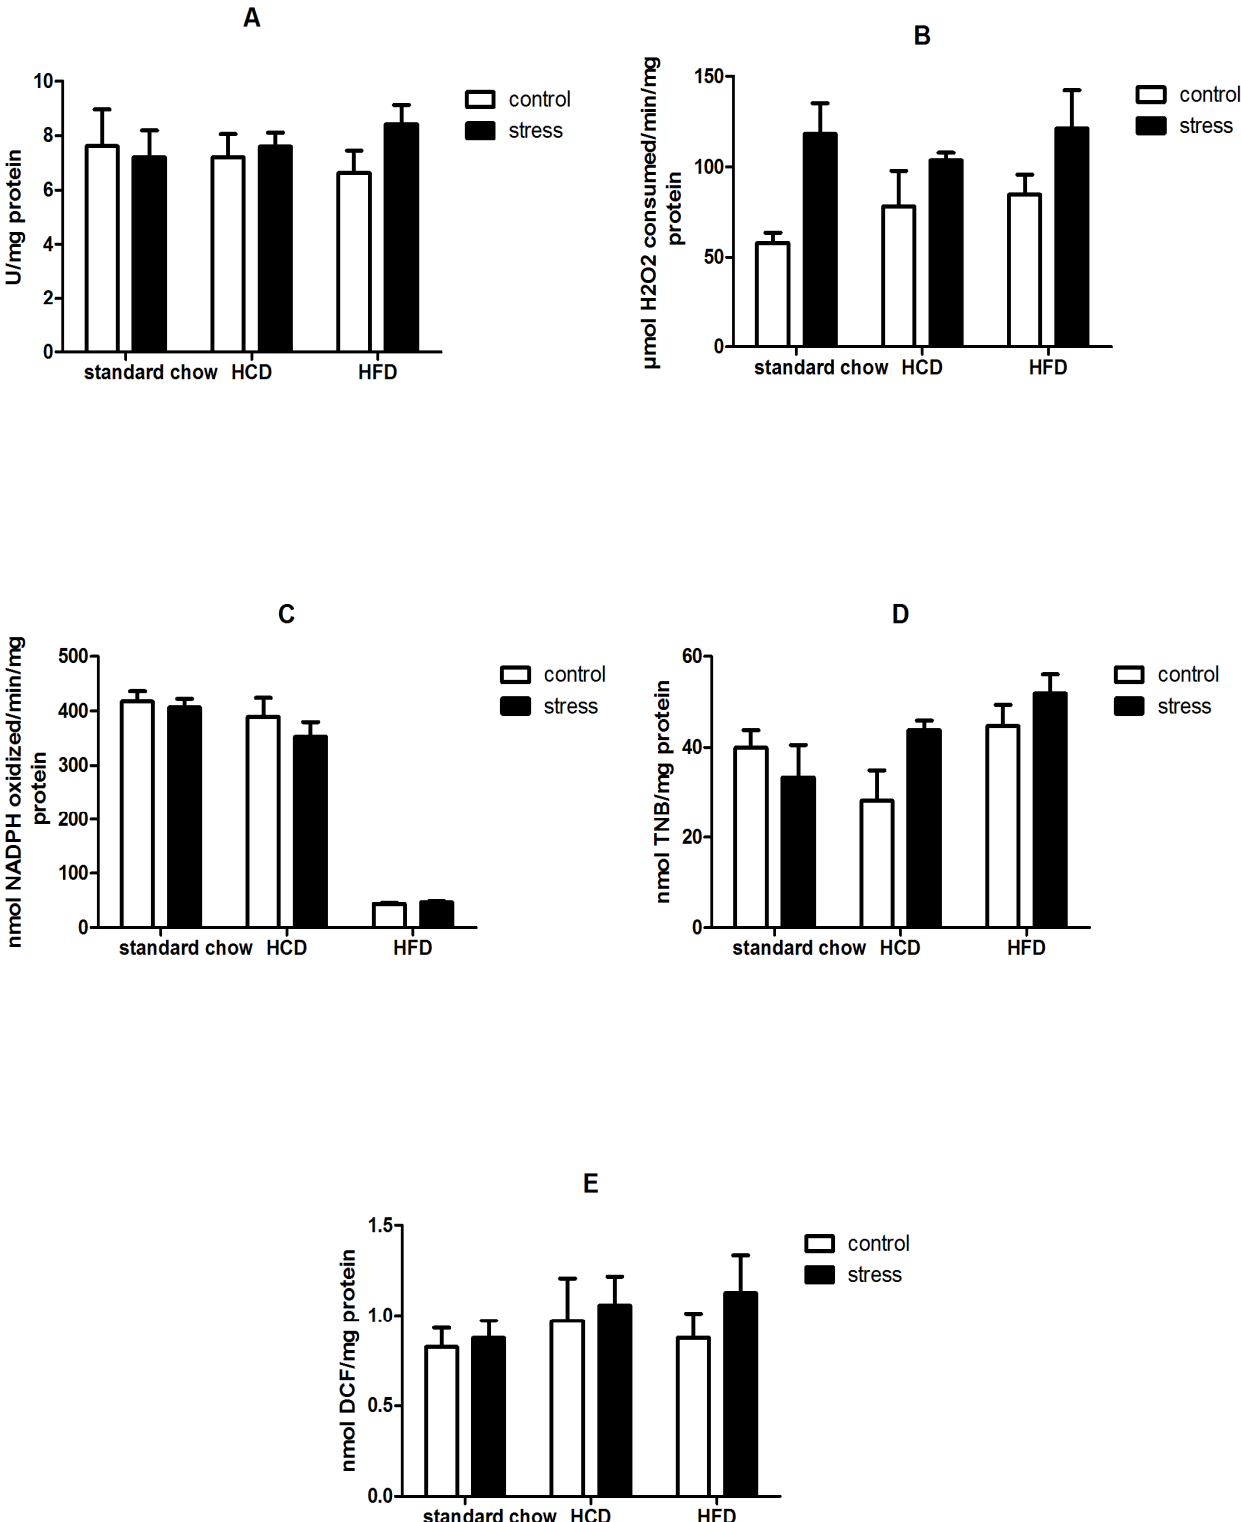 A
U/mg protein
10
8
6
4
2
0
standard chow HCD HFD
control
stress
B
µmol H2O2 consumed/min/mg
protein
150
100
50
0
standard chow HCD HFD
control
stress
C
nmol NADPH oxidized/min/mg
protein
500
400
300
200
100
0
standard chow HCD HFD
control
stress
D
nmol TNB/mg protein
60
40
20
0
standard chow HCD HFD
control
stress
E
nmol DCF/mg protein
1.5
1.0
0.5
0.0
standard chow HCD HFD
control
stress